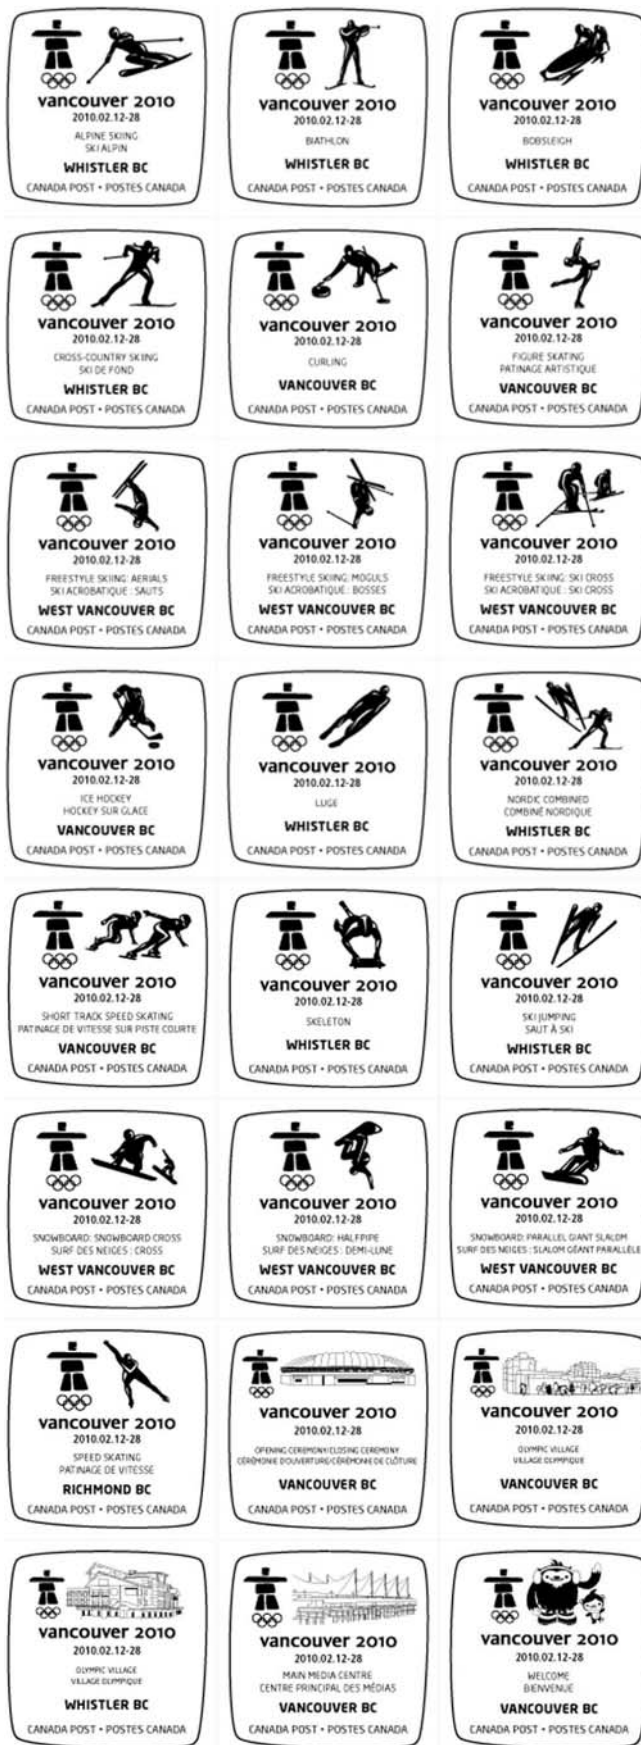 vancouver 2010
2010.02.12-28
ALPINE SKIING
SKI ALPIN
WHISTLER BC
CANADA POST • POSTES CANADA
vancouver 2010
2010.02.12-28
BIATHLON
WHISTLER BC
CANADA POST • POSTES CANADA
vancouver 2010
2010.02.12-28
BOBSLEIGH
WHISTLER BC
CANADA POST • POSTES CANADA
vancouver 2010
2010.02.12-28
CROSS-COUNTRY SKIING
SKI DE FOND
WHISTLER BC
CANADA POST • POSTES CANADA
vancouver 2010
2010.02.12-28
CURLING
VANCOUVER BC
CANADA POST • POSTES CANADA
vancouver 2010
2010.02.12-28
FIGURE SKATING
PATINAGE ARTISTIQUE
VANCOUVER BC
CANADA POST • POSTES CANADA
vancouver 2010
2010.02.12-28
FREESTYLE SKIING: AERIALS
SKI ACROBATIQUE : SAUTS
WEST VANCOUVER BC
CANADA POST • POSTES CANADA
vancouver 2010
2010.02.12-28
FREESTYLE SKIING: MOGULS
SKI ACROBATIQUE : BOSSES
WEST VANCOUVER BC
CANADA POST • POSTES CANADA
vancouver 2010
2010.02.12-28
FREESTYLE SKIING: SKI CROSS
SKI ACROBATIQUE : SKI CROSS
WEST VANCOUVER BC
CANADA POST • POSTES CANADA
vancouver 2010
2010.02.12-28
ICE HOCKEY
HOCKEY SUR GLACE
VANCOUVER BC
CANADA POST • POSTES CANADA
vancouver 2010
2010.02.12-28
LUGE
WHISTLER BC
CANADA POST • POSTES CANADA
vancouver 2010
2010.02.12-28
NORDIC COMBINED
COMBINÉ NORDIQUE
WHISTLER BC
CANADA POST • POSTES CANADA
vancouver 2010
2010.02.12-28
SHORT TRACK SPEED SKATING
PATINAGE DE VITESSE SUR PISTE COURTE
VANCOUVER BC
CANADA POST • POSTES CANADA
vancouver 2010
2010.02.12-28
SKELETON
WHISTLER BC
CANADA POST • POSTES CANADA
vancouver 2010
2010.02.12-28
SKI JUMPING
SAUT À SKI
WHISTLER BC
CANADA POST • POSTES CANADA
vancouver 2010
2010.02.12-28
SNOWBOARD: SNOWBOARD CROSS
SURF DES NEIGES : CROSS
WEST VANCOUVER BC
CANADA POST • POSTES CANADA
vancouver 2010
2010.02.12-28
SNOWBOARD: HALFPIPE
SURF DES NEIGES : DEMI-LUNE
WEST VANCOUVER BC
CANADA POST • POSTES CANADA
vancouver 2010
2010.02.12-28
SNOWBOARD: PARALLEL GIANT SLALOM
SURF DES NEIGES : SLALOM GÉANT PARALLÈLE
WEST VANCOUVER BC
CANADA POST • POSTES CANADA
vancouver 2010
2010.02.12-28
SPEED SKATING
PATINAGE DE VITESSE
RICHMOND BC
CANADA POST • POSTES CANADA
vancouver 2010
2010.02.12-28
OPENING CEREMONY/CLOSING CEREMONY
CÉRÉMONIE D'OUVERTURE/CÉRÉMONIE DE CLÔTURE
VANCOUVER BC
CANADA POST • POSTES CANADA
vancouver 2010
2010.02.12-28
OLYMPIC VILLAGE
VILLAGE OLYMPIQUE
VANCOUVER BC
CANADA POST • POSTES CANADA
vancouver 2010
2010.02.12-28
OLYMPIC VILLAGE
VILLAGE OLYMPIQUE
WHISTLER BC
CANADA POST • POSTES CANADA
vancouver 2010
2010.02.12-28
MAIN MEDIA CENTRE
CENTRE PRINCIPAL DES MÉDIAS
VANCOUVER BC
CANADA POST • POSTES CANADA
vancouver 2010
2010.02.12-28
WELCOME
BIENVENUE
VANCOUVER BC
CANADA POST • POSTES CANADA